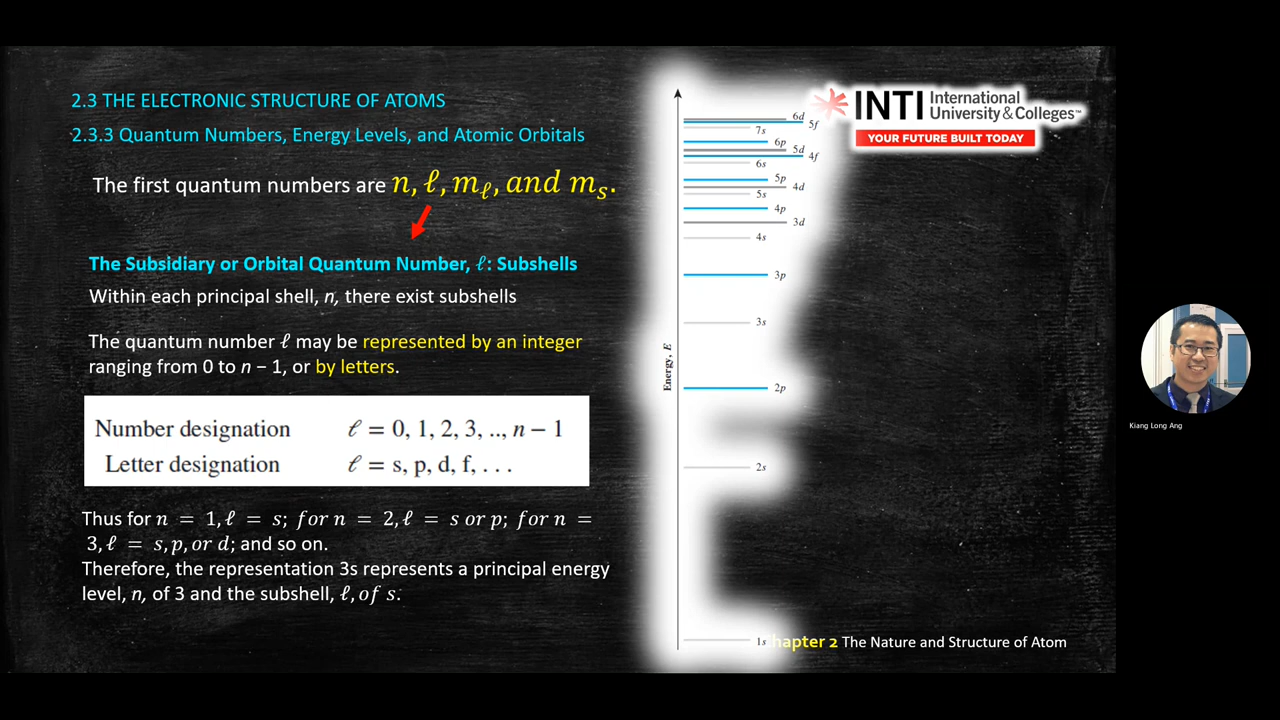 2.3 THE ELECTRONIC STRUCTURE OF ATOMS
2.3.3 Quantum Numbers, Energy Levels, and Atomic Orbitals
The first quantum numbers are n, ℓ, mℓ, and ms.
The Subsidiary or Orbital Quantum Number, ℓ: Subshells
Within each principal shell, n, there exist subshells
The quantum number ℓ may be represented by an integer
ranging from 0 to n − 1, or by letters.
Number designation ℓ = 0, 1, 2, 3, .., n − 1
Letter designation ℓ = s, p, d, f, . . .
Thus for n = 1, ℓ = s; for n = 2, ℓ = s or p; for n =
3, ℓ = s, p, or d; and so on.
Therefore, the representation 3s represents a principal energy
level, n, of 3 and the subshell, ℓ, of s.
Energy, E
6d
5f
7s
6p
5d
4f
6s
5p
4d
5s
4p
3d
4s
3p
3s
2p
2s
1s
INTI International
University & Colleges™
YOUR FUTURE BUILT TODAY
Kiang Long Ang
hapter 2 The Nature and Structure of Atom